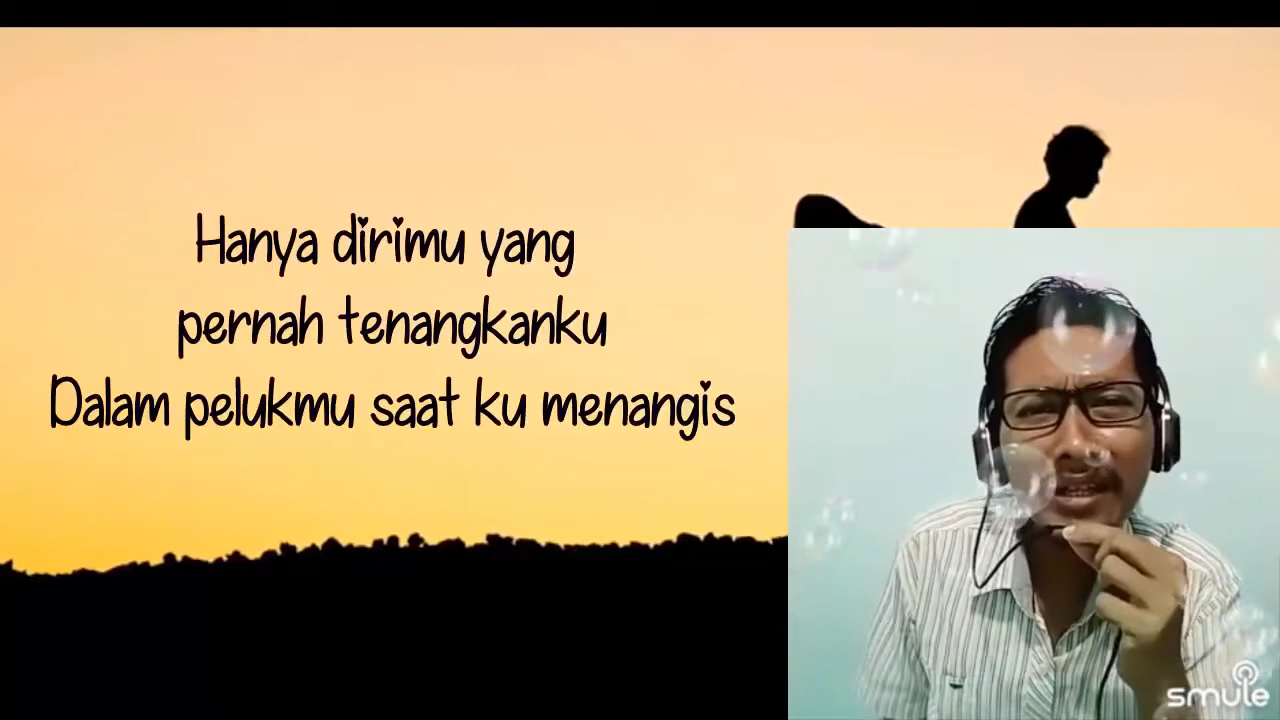 Hanya dirimu yang
pernah tenangkanku
Dalam pelukmu saat ku menangis
smule